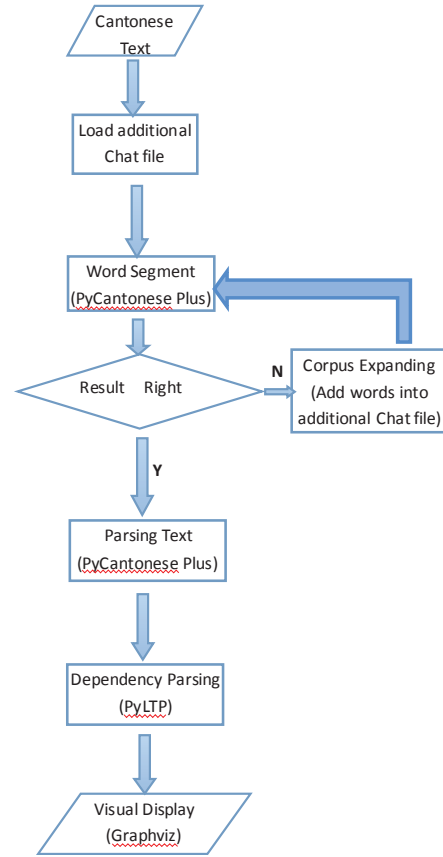 Cantonese
Text
Load additional
Chat file
Word Segment
(PyCantonese Plus)
Result Right
N
Corpus Expanding
(Add words into
additional Chat file)
Y
Parsing Text
(PyCantonese Plus)
Dependency Parsing
(PyLTP)
Visual Display
(Graphviz)